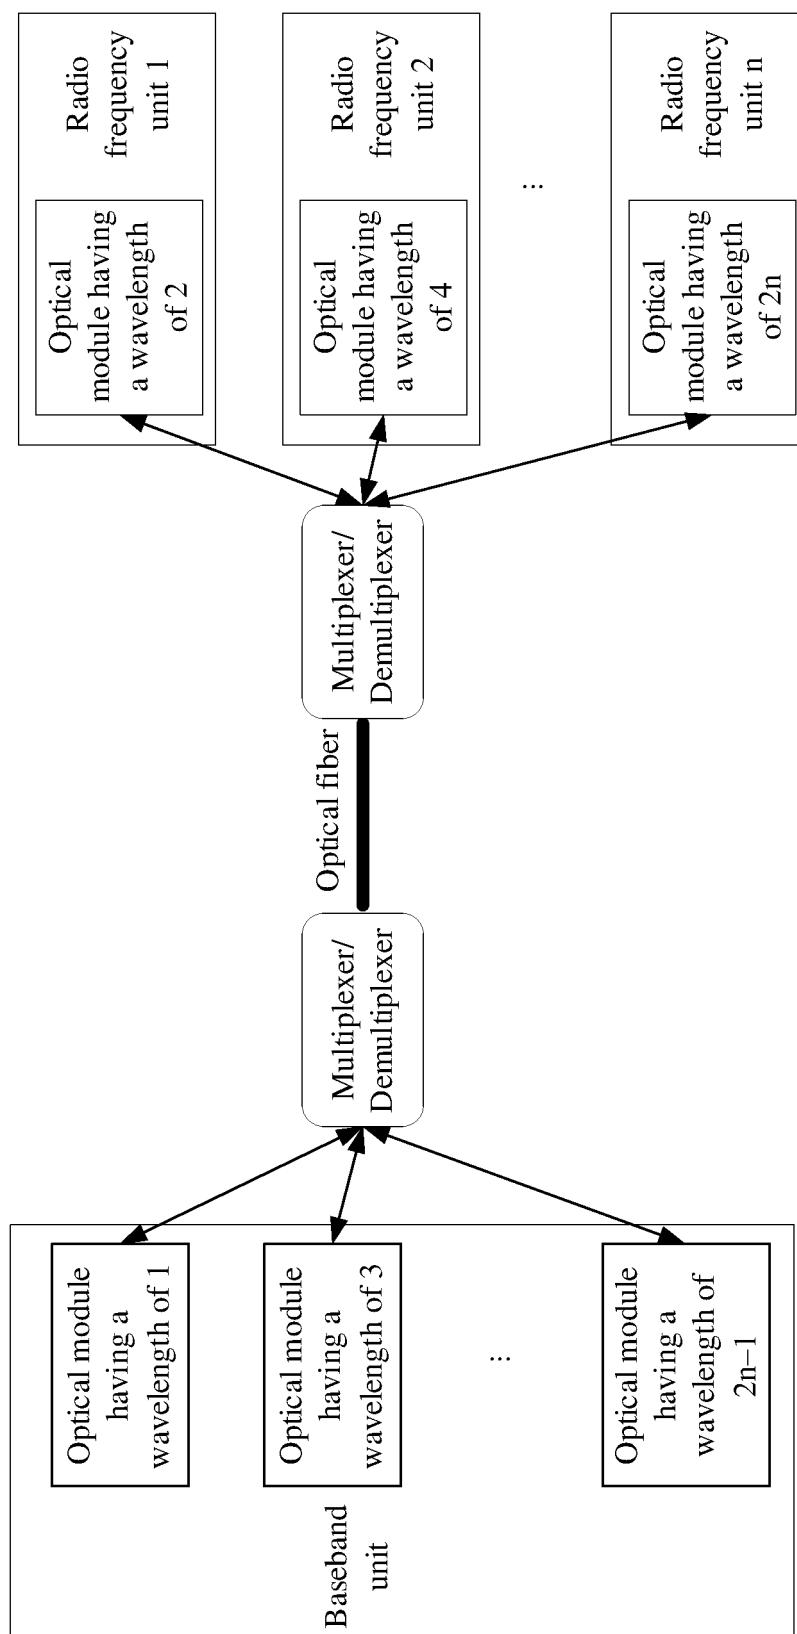 Baseband
unit
Optical module
having a
wavelength of 1
Optical module
having a
wavelength of 3
...
Optical module
having a
wavelength of
2n–1
Multiplexer/
Demultiplexer
Optical fiber
Multiplexer/
Demultiplexer
Optical
module having
a wavelength
of 2
Radio
frequency
unit 1
Optical
module having
a wavelength
of 4
Radio
frequency
unit 2
...
Optical
module having
a wavelength
of 2n
Radio
frequency
unit n